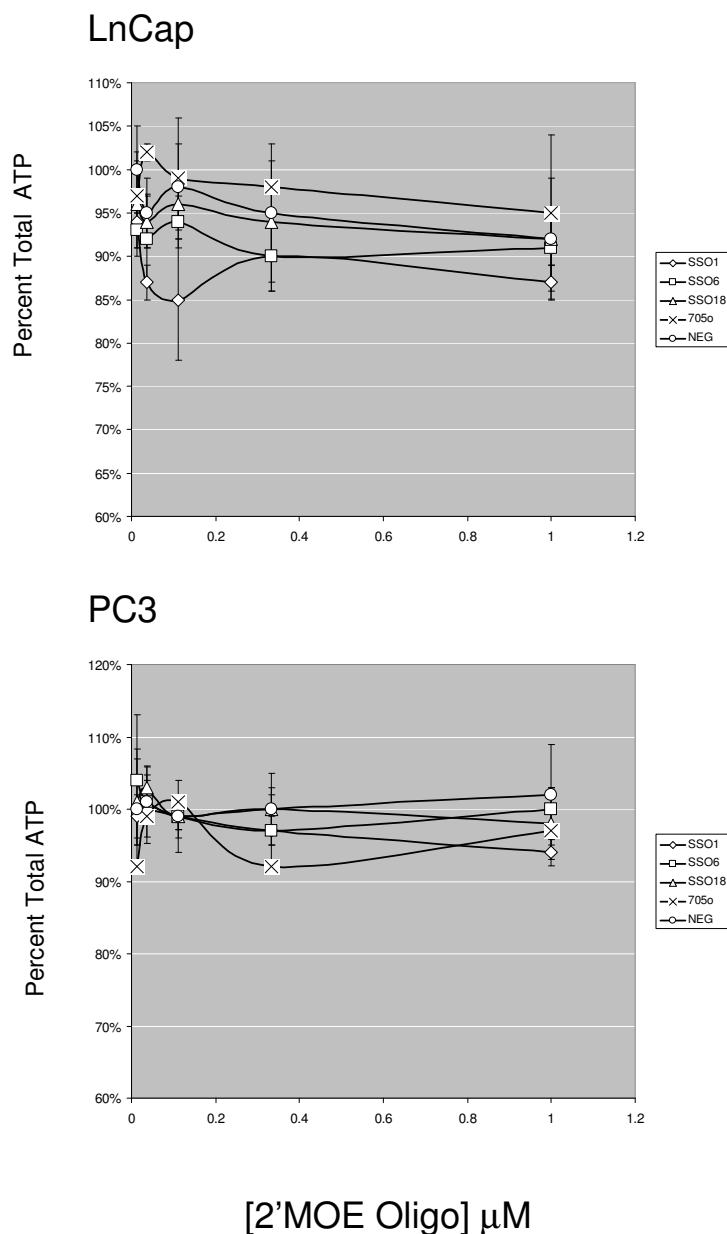 LnCap
110%
105%
100%
95%
90%
85%
80%
75%
70%
65%
60%
Percent Total ATP
0 0.2 0.4 0.6 0.8 1 1.2
SSO1
SSO6
SSO18
705o
NEG
PC3
120%
110%
100%
90%
80%
70%
60%
Percent Total ATP
0 0.2 0.4 0.6 0.8 1 1.2
SSO1
SSO6
SSO18
705o
NEG
[2'MOE Oligo] μM